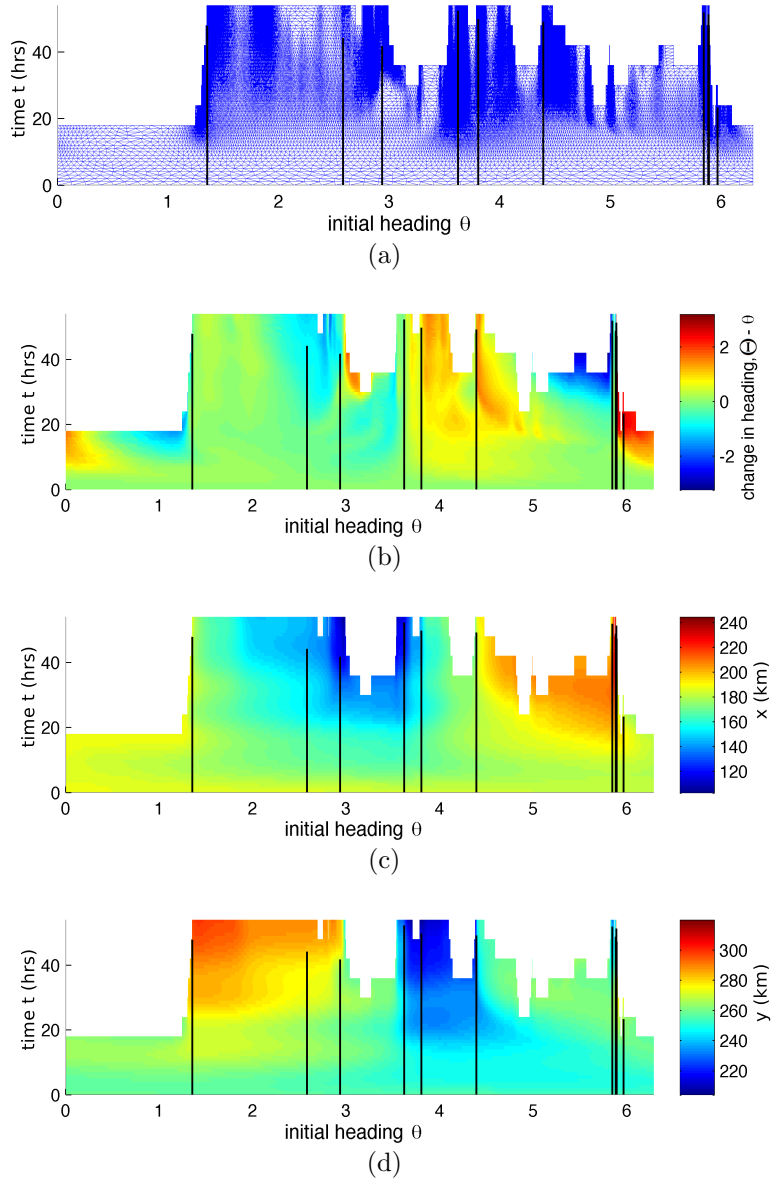 40
20
0
time t (hrs)
0 1 2 3 4 5 6
initial heading θ
(a)
40
20
0
time t (hrs)
0 1 2 3 4 5 6
initial heading θ
2
0
-2
change in heading, Θ - θ
(b)
40
20
0
time t (hrs)
0 1 2 3 4 5 6
initial heading θ
240
220
200
180
160
140
120
x (km)
(c)
40
20
0
time t (hrs)
0 1 2 3 4 5 6
initial heading θ
300
280
260
240
220
y (km)
(d)